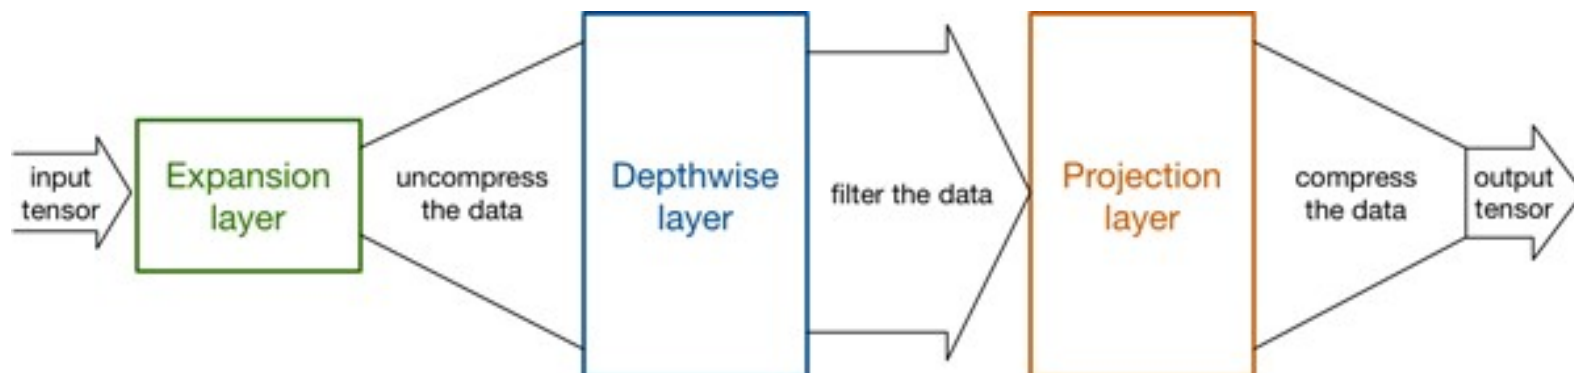 input
tensor
Expansion
layer
uncompress
the data
Depthwise
layer
filter the data
Projection
layer
compress
the data
output
tensor